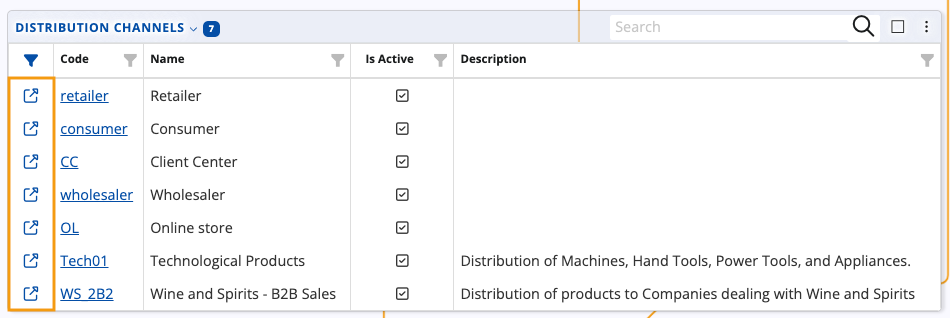 DISTRIBUTION CHANNELS 7 Search
Code Name Is Active Description
retailer Retailer
consumer Consumer
CC Client Center
wholesaler Wholesaler
OL Online store
Tech01 Technological Products Distribution of Machines, Hand Tools, Power Tools, and Appliances.
WS_2B2 Wine and Spirits - B2B Sales Distribution of products to Companies dealing with Wine and Spirits